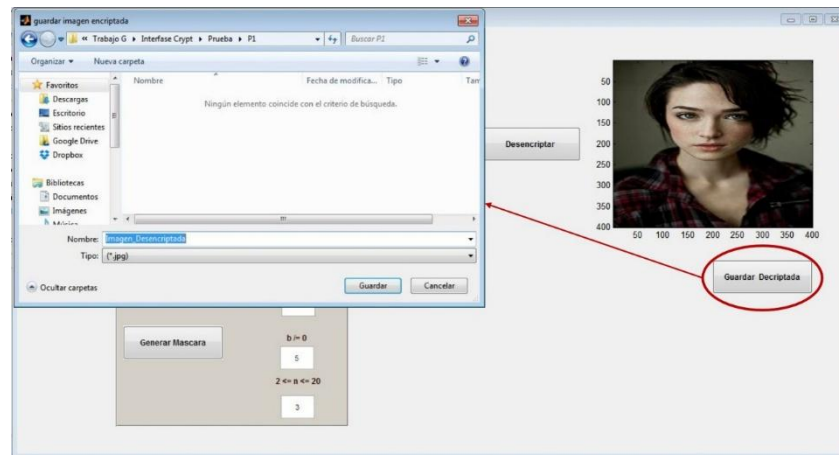 guardar imagen encriptada
« Trabajo G ▸ Interfase Crypt ▸ Prueba ▸ P1
Buscar P1
Organizar
Nueva carpeta
Nombre
Fecha de modifica...
Tipo
Tam
Ningún elemento coincide con el criterio de búsqueda.
Favoritos
Descargas
Escritorio
Sitios recientes
Google Drive
Dropbox
Bibliotecas
Documentos
Imágenes
Música
Nombre: Imagen_Desencriptada
Tipo: (*.jpg)
Ocultar carpetas
Guardar
Cancelar
Desencriptar
50
100
150
200
250
300
350
400
50 100 150 200 250 300 350 400
Guardar Decriptada
Generar Mascara
b /= 0
5
2 <= n <= 20
3